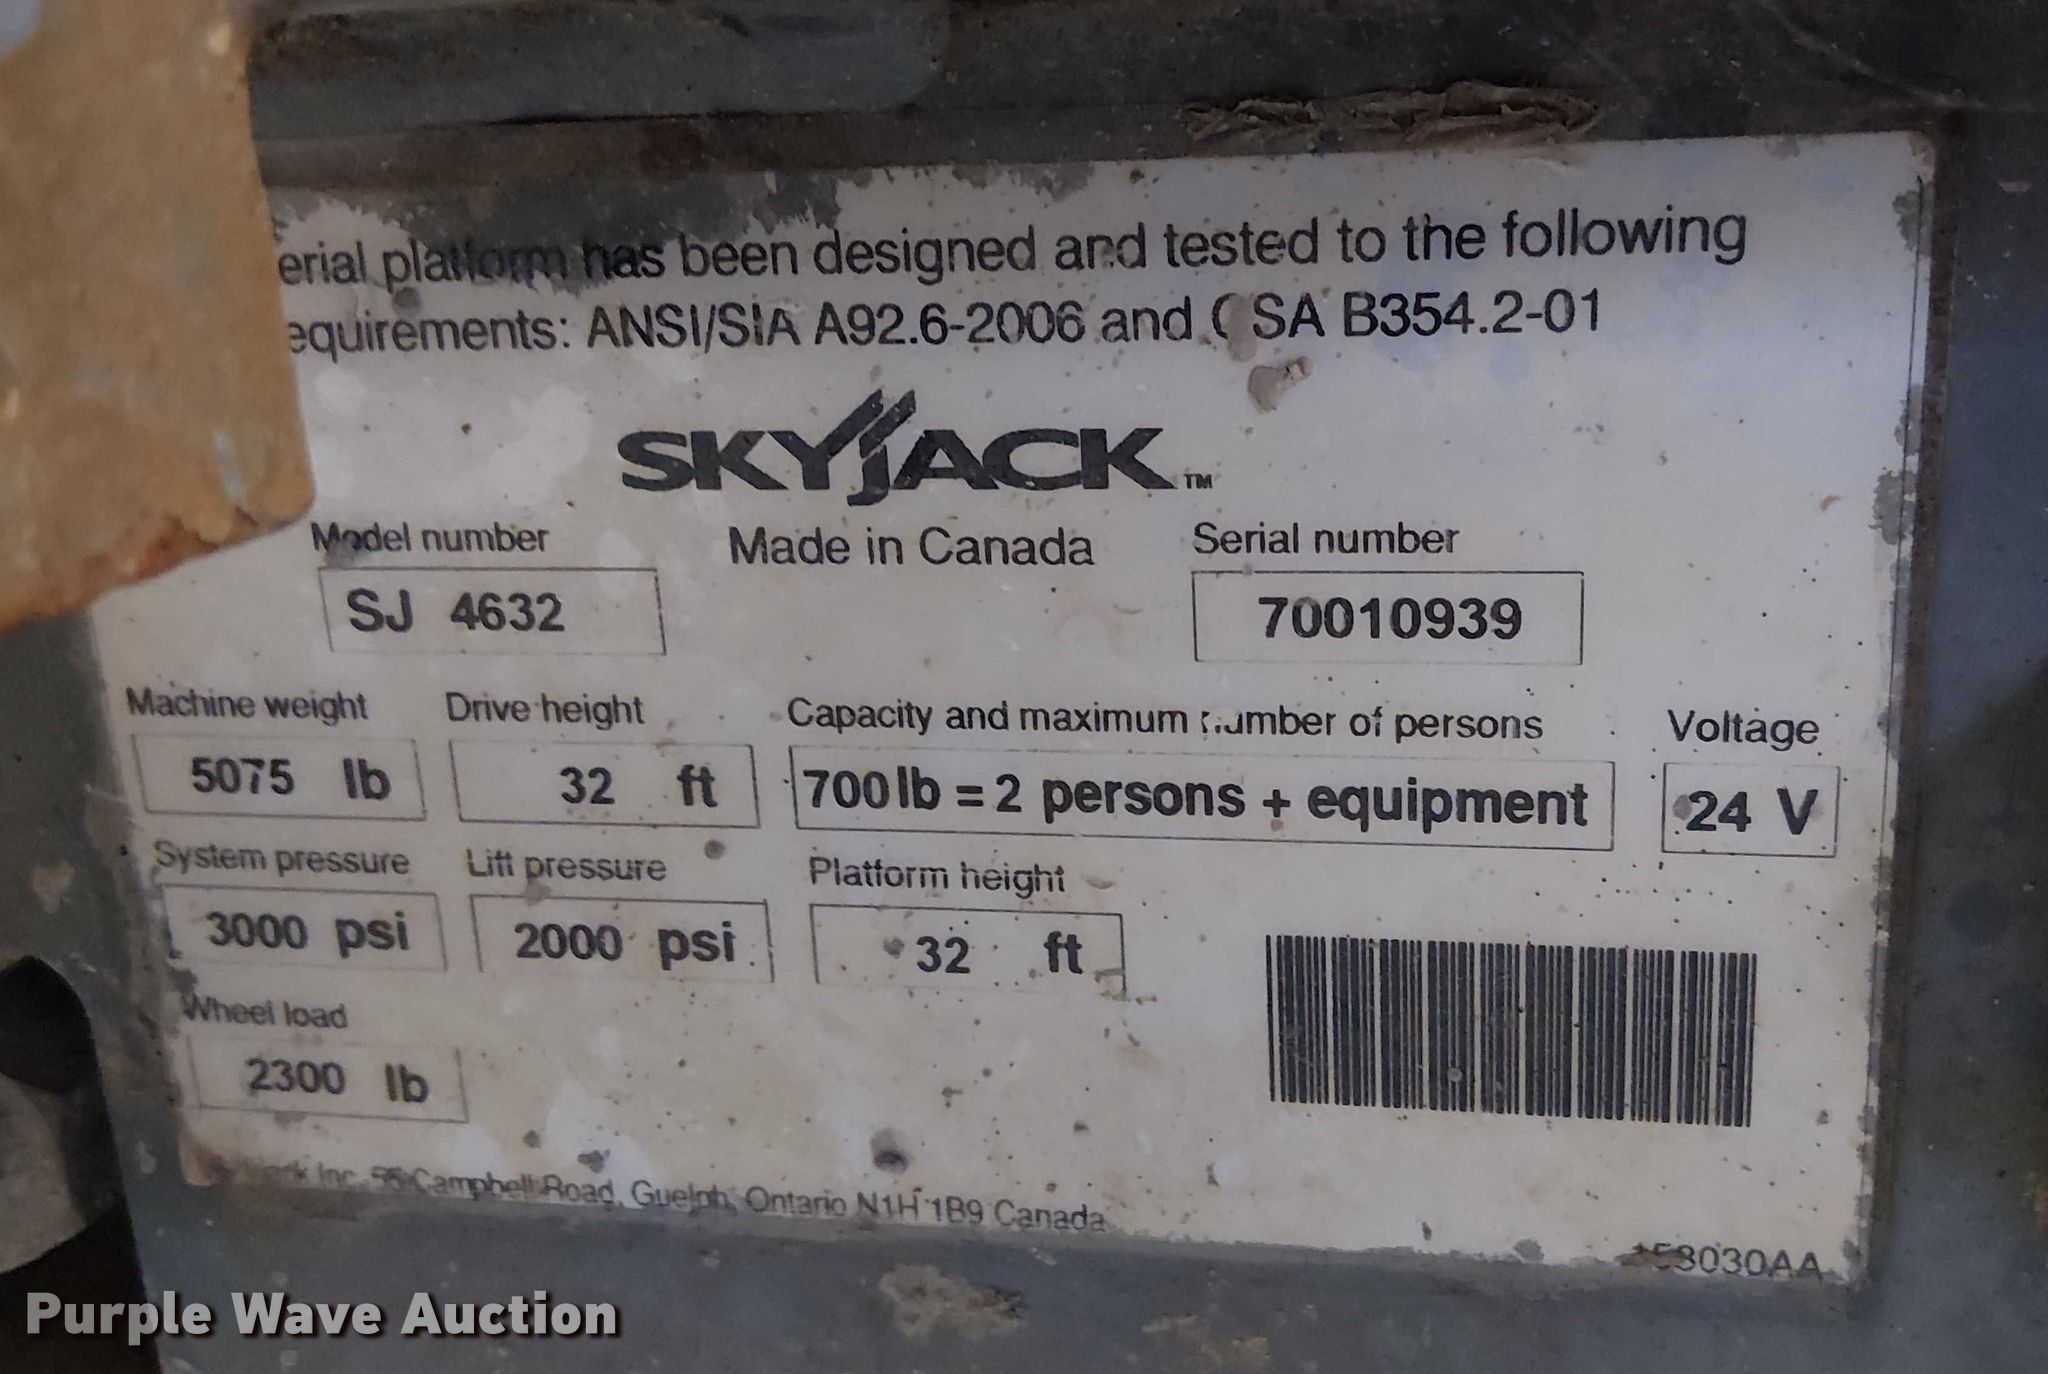 erial platform has been designed and tested to the following
equirements: ANSI/SIA A92.6-2006 and CSA B354.2-01
SKYJACK™
Model number
Made in Canada
Serial number
SJ 4632
70010939
Machine weight
Drive height
Capacity and maximum number of persons
Voltage
5075 lb
32 ft
700 lb = 2 persons + equipment
24 V
System pressure
Lift pressure
Platform height
3000 psi
2000 psi
32 ft
Wheel load
2300 lb
Inc. 55 Campbell Road, Guelph, Ontario N1H 1B9 Canada
53030AA
Purple Wave Auction